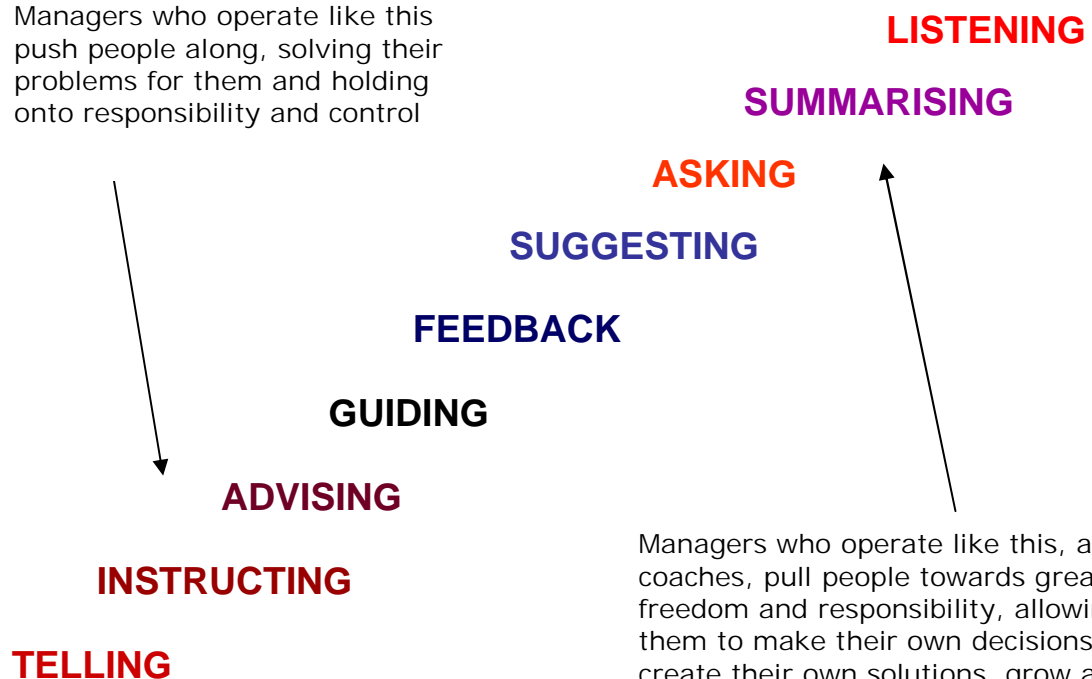 Managers who operate like this
push people along, solving their
problems for them and holding
onto responsibility and control
LISTENING
SUMMARISING
ASKING
SUGGESTING
FEEDBACK
GUIDING
ADVISING
INSTRUCTING
TELLING
Managers who operate like this,
coaches, pull people towards
freedom and responsibility,
them to make their own decisions
create their own solutions, grow